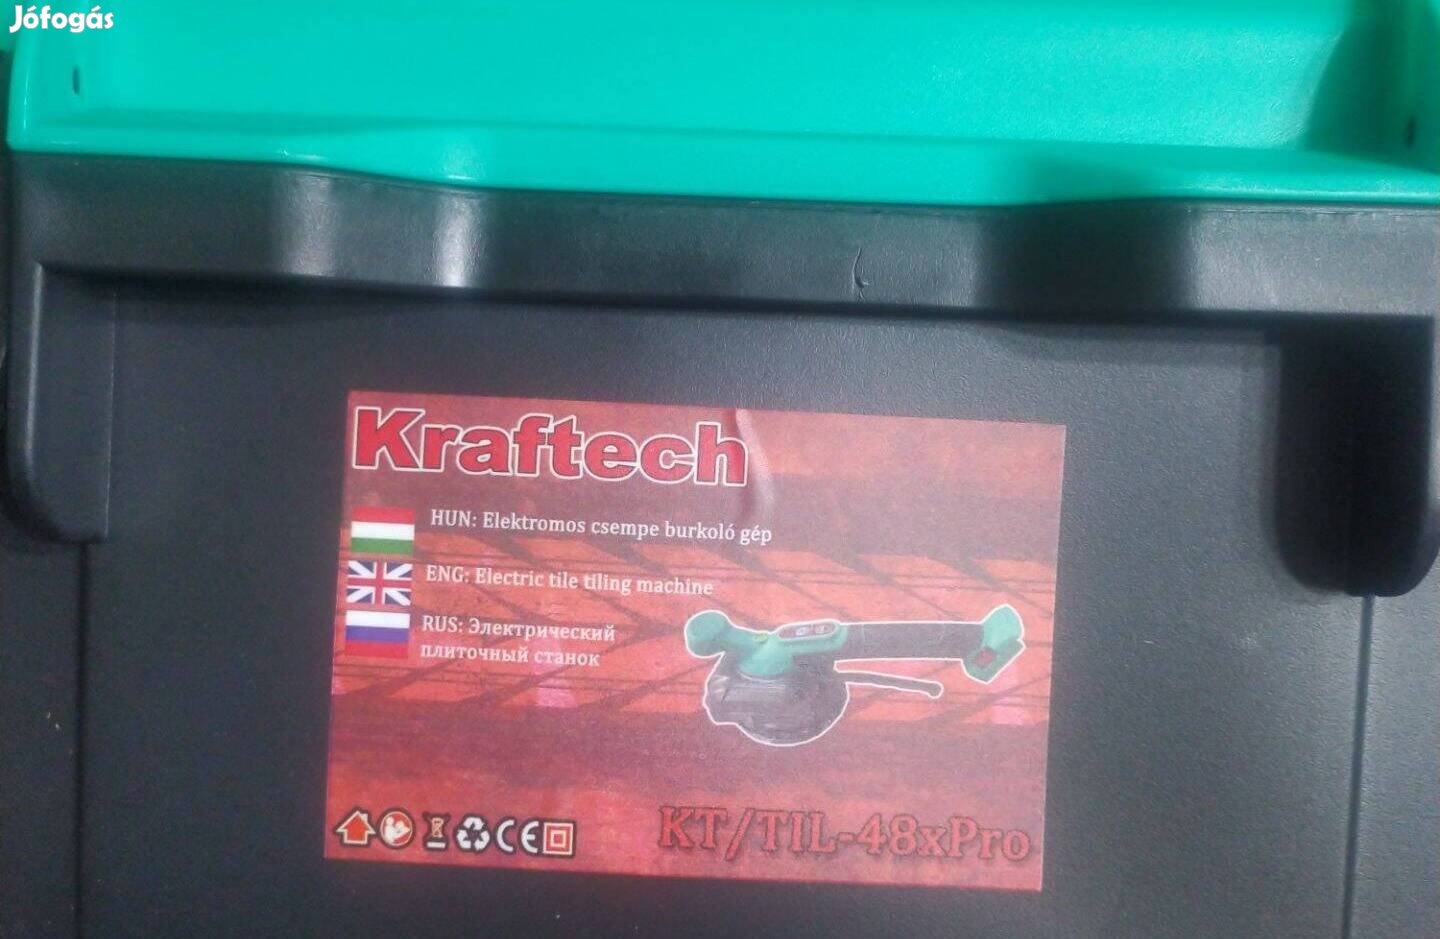 Jófogás
Kraftech
HUN: Elektromos csempe burkoló gép
ENG: Electric tile tiling machine
RUS: Электрический
плиточный станок
CE
KT/TIL-48xPro